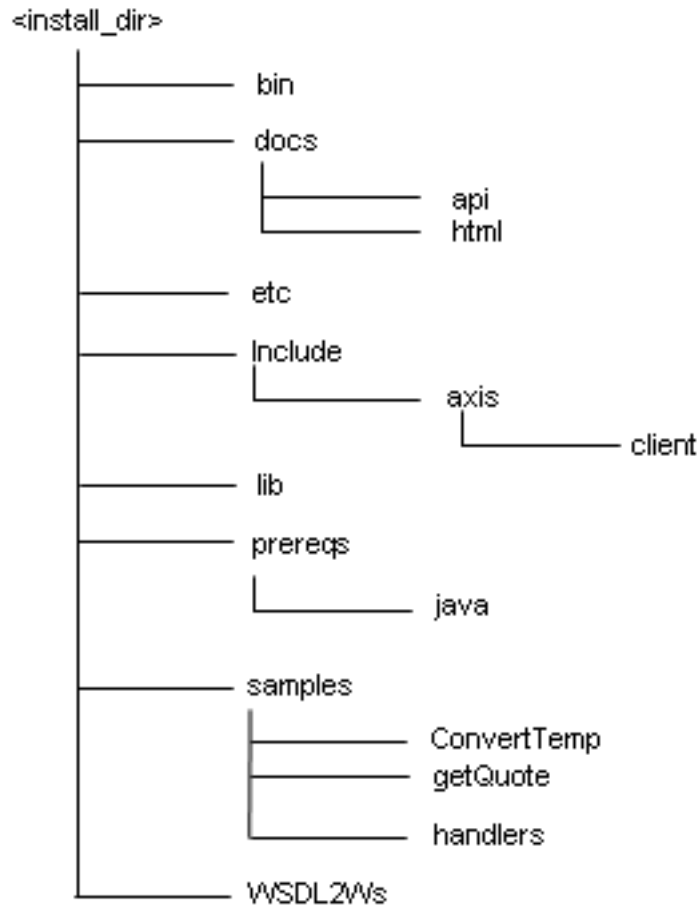 <install_dir>
bin
docs
api
html
etc
Include
axis
client
lib
prereqs
java
samples
ConvertTemp
getQuote
handlers
WSDL2Ws